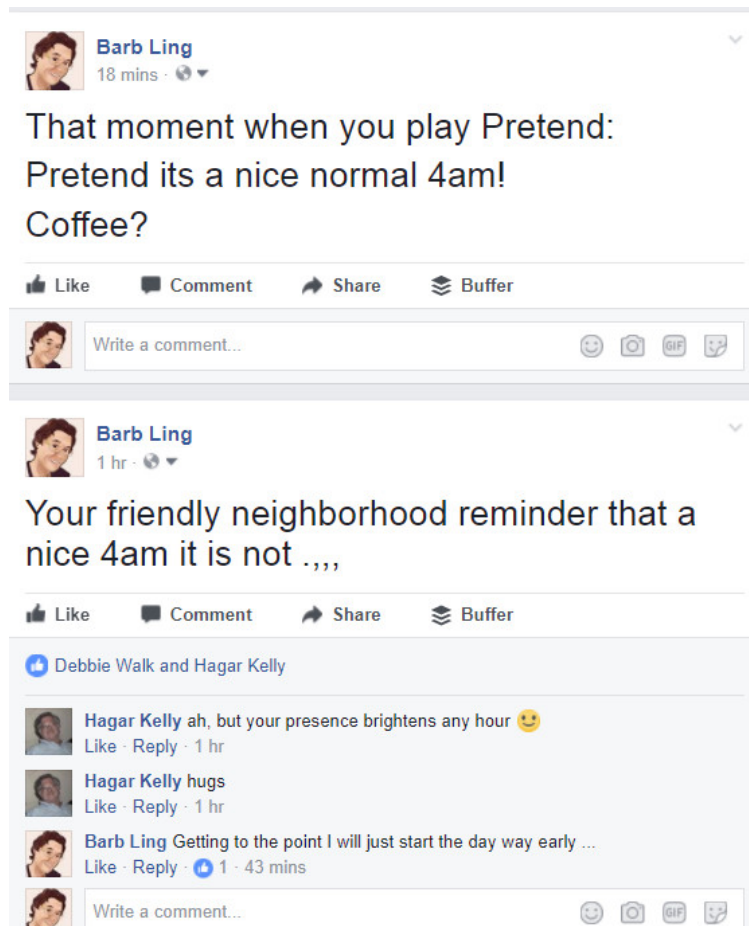 Barb Ling
18 mins ·
That moment when you play Pretend:
Pretend its a nice normal 4am!
Coffee?
Like Comment Share Buffer
Write a comment... GIF
Barb Ling
1 hr ·
Your friendly neighborhood reminder that a
nice 4am it is not .,,,
Like Comment Share Buffer
Debbie Walk and Hagar Kelly
Hagar Kelly ah, but your presence brightens any hour
Like · Reply · 1 hr
Hagar Kelly hugs
Like · Reply · 1 hr
Barb Ling Getting to the point I will just start the day way early ...
Like · Reply · 1 · 43 mins
Write a comment... GIF